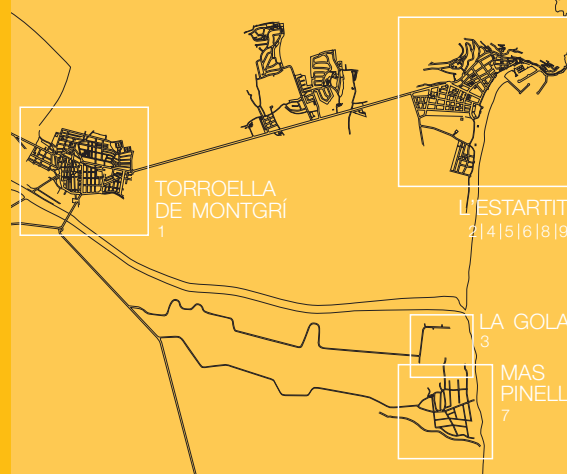 TORROELLA
DE MONTGRÍ
1
L'ESTARTIT
2|4|5|6|8|9
LA GOLA
3
MAS
PINELL
7